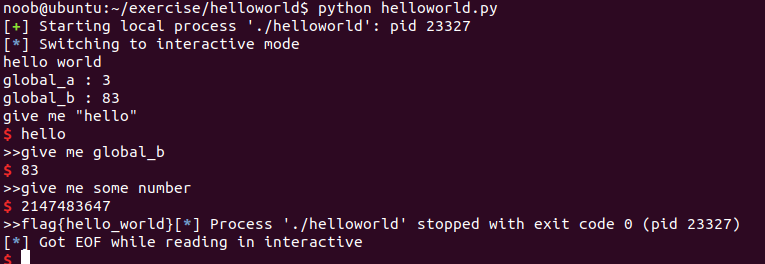 noob@ubuntu:~/exercise/helloworld$ python helloworld.py
[+] Starting local process './helloworld': pid 23327
[*] Switching to interactive mode
hello world
global_a : 3
global_b : 83
give me "hello"
$ hello
>>give me global_b
$ 83
>>give me some number
$ 2147483647
>>flag{hello_world}[*] Process './helloworld' stopped with exit code 0 (pid 23327)
[*] Got EOF while reading in interactive
$